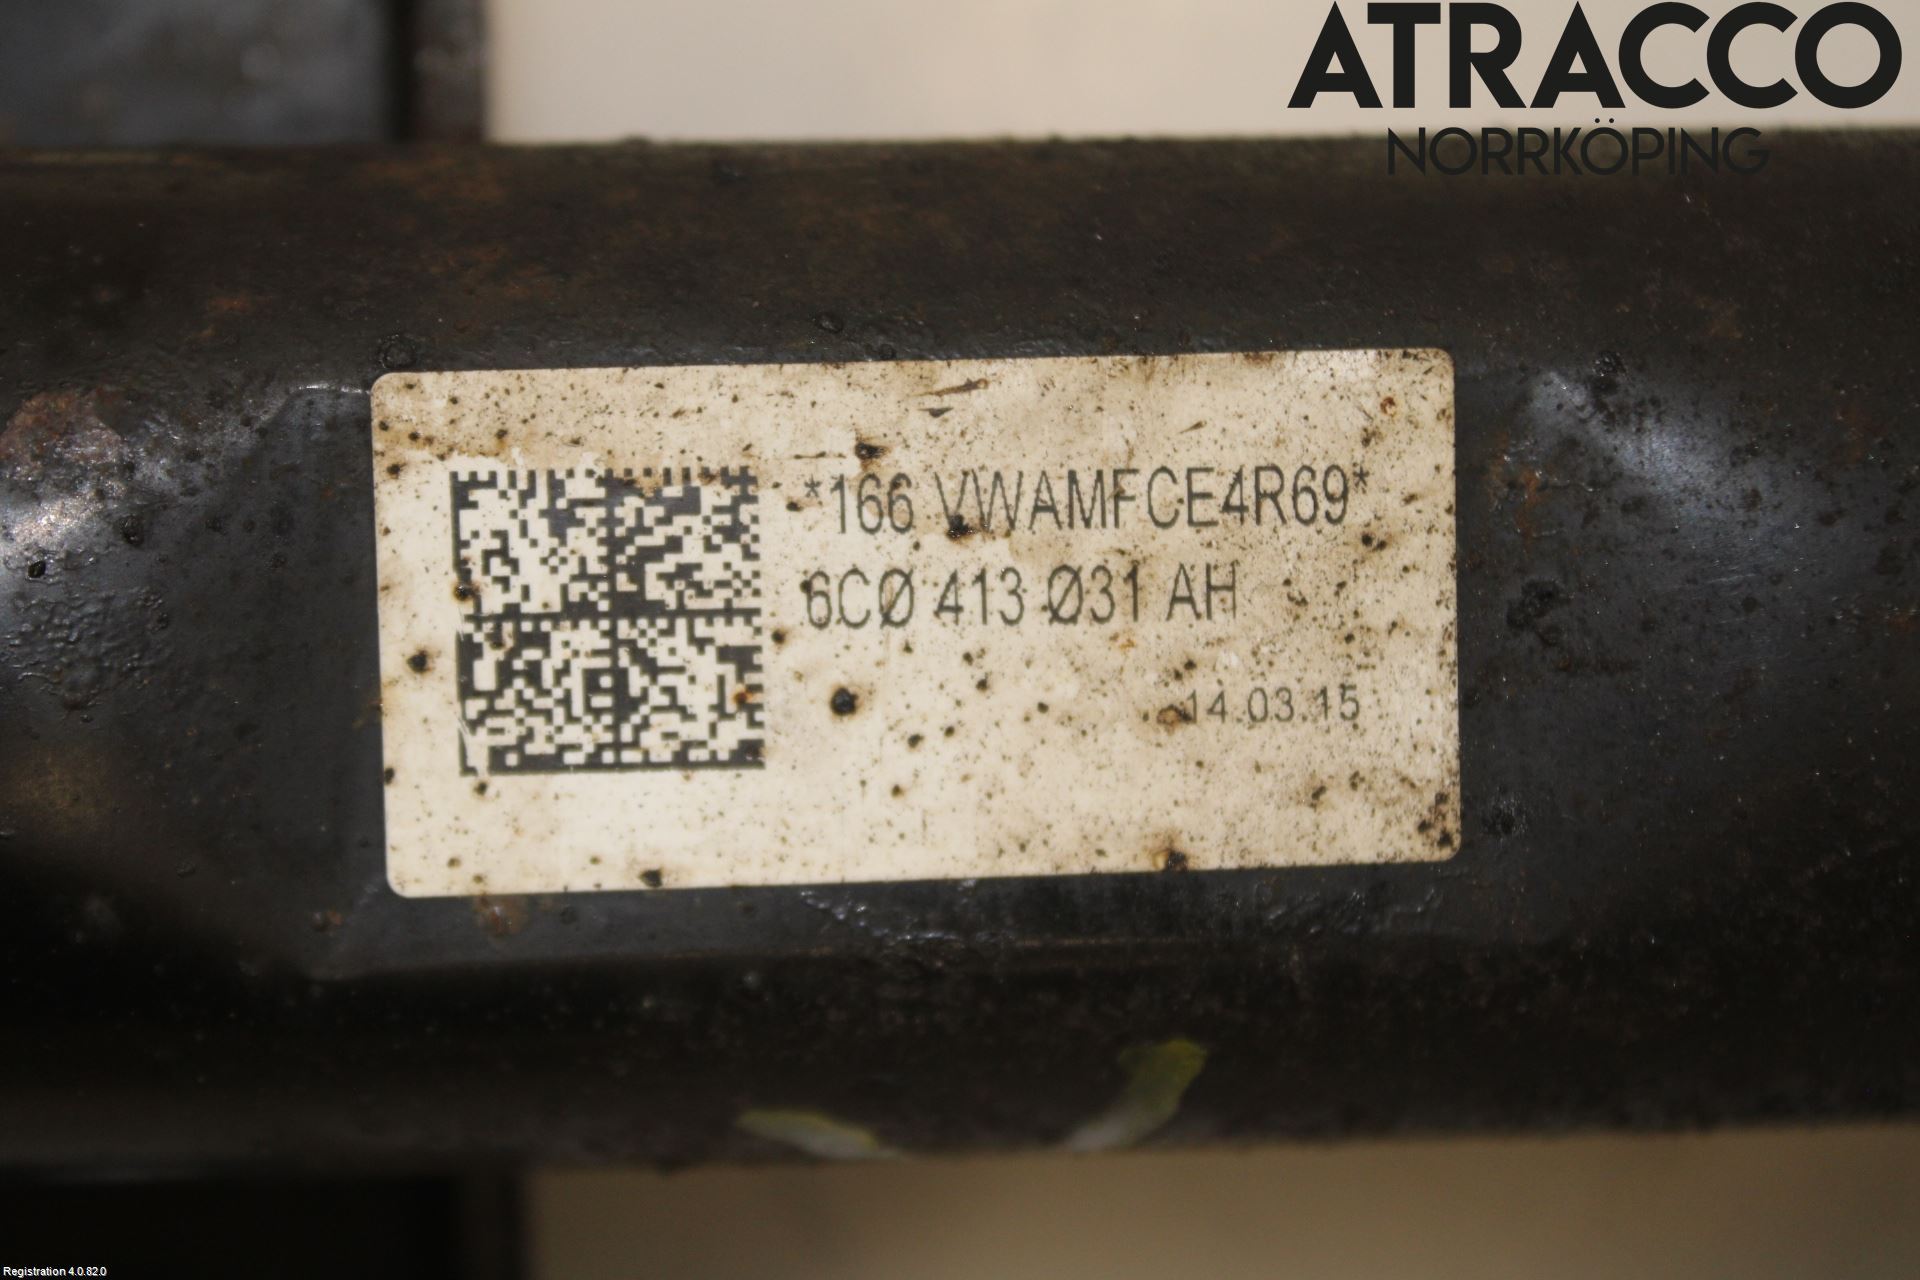 ATRACCO
NORRKÖPING
*166 VWAMFCE4R69*
6CØ 413 Ø31 AH
14.03.15
Registration 4.0.82.0